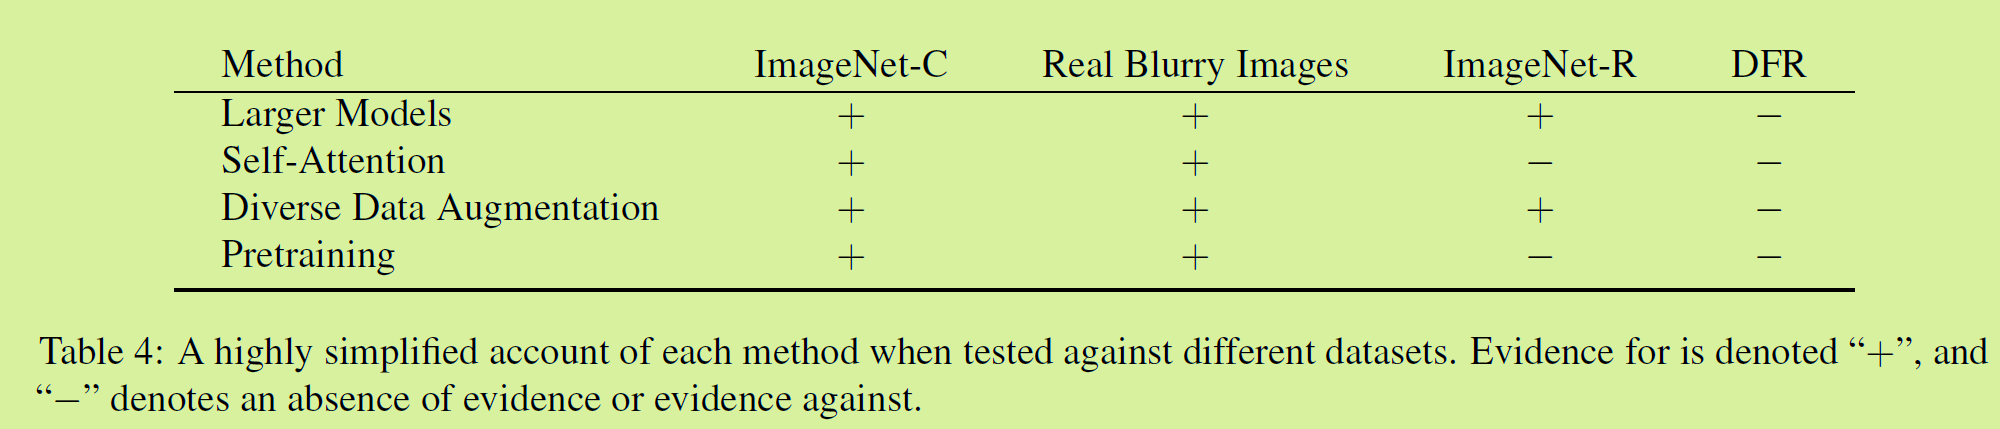 Method ImageNet-C Real Blurry Images ImageNet-R DFR
Larger Models + + + −
Self-Attention + + − −
Diverse Data Augmentation + + + −
Pretraining + + − −
Table 4: A highly simplified account of each method when tested against different datasets. Evidence for is denoted “+”, and
“−” denotes an absence of evidence or evidence against.